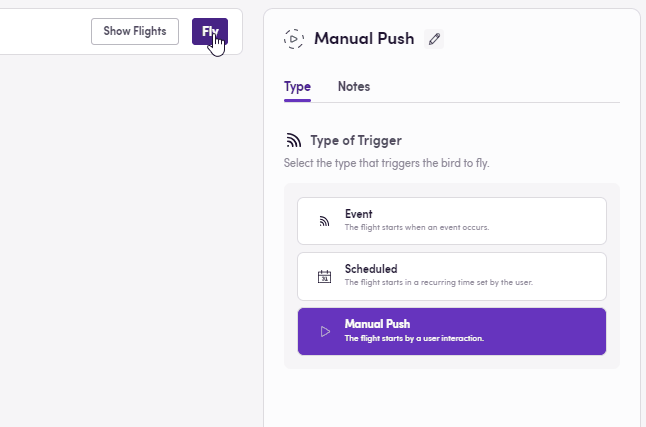 Show Flights
Fly
Manual Push
Type
Notes
Type of Trigger
Select the type that triggers the bird to fly.
Event
The flight starts when an event occurs.
Scheduled
The flight starts in a recurring time set by the user.
Manual Push
The flight starts by a user interaction.